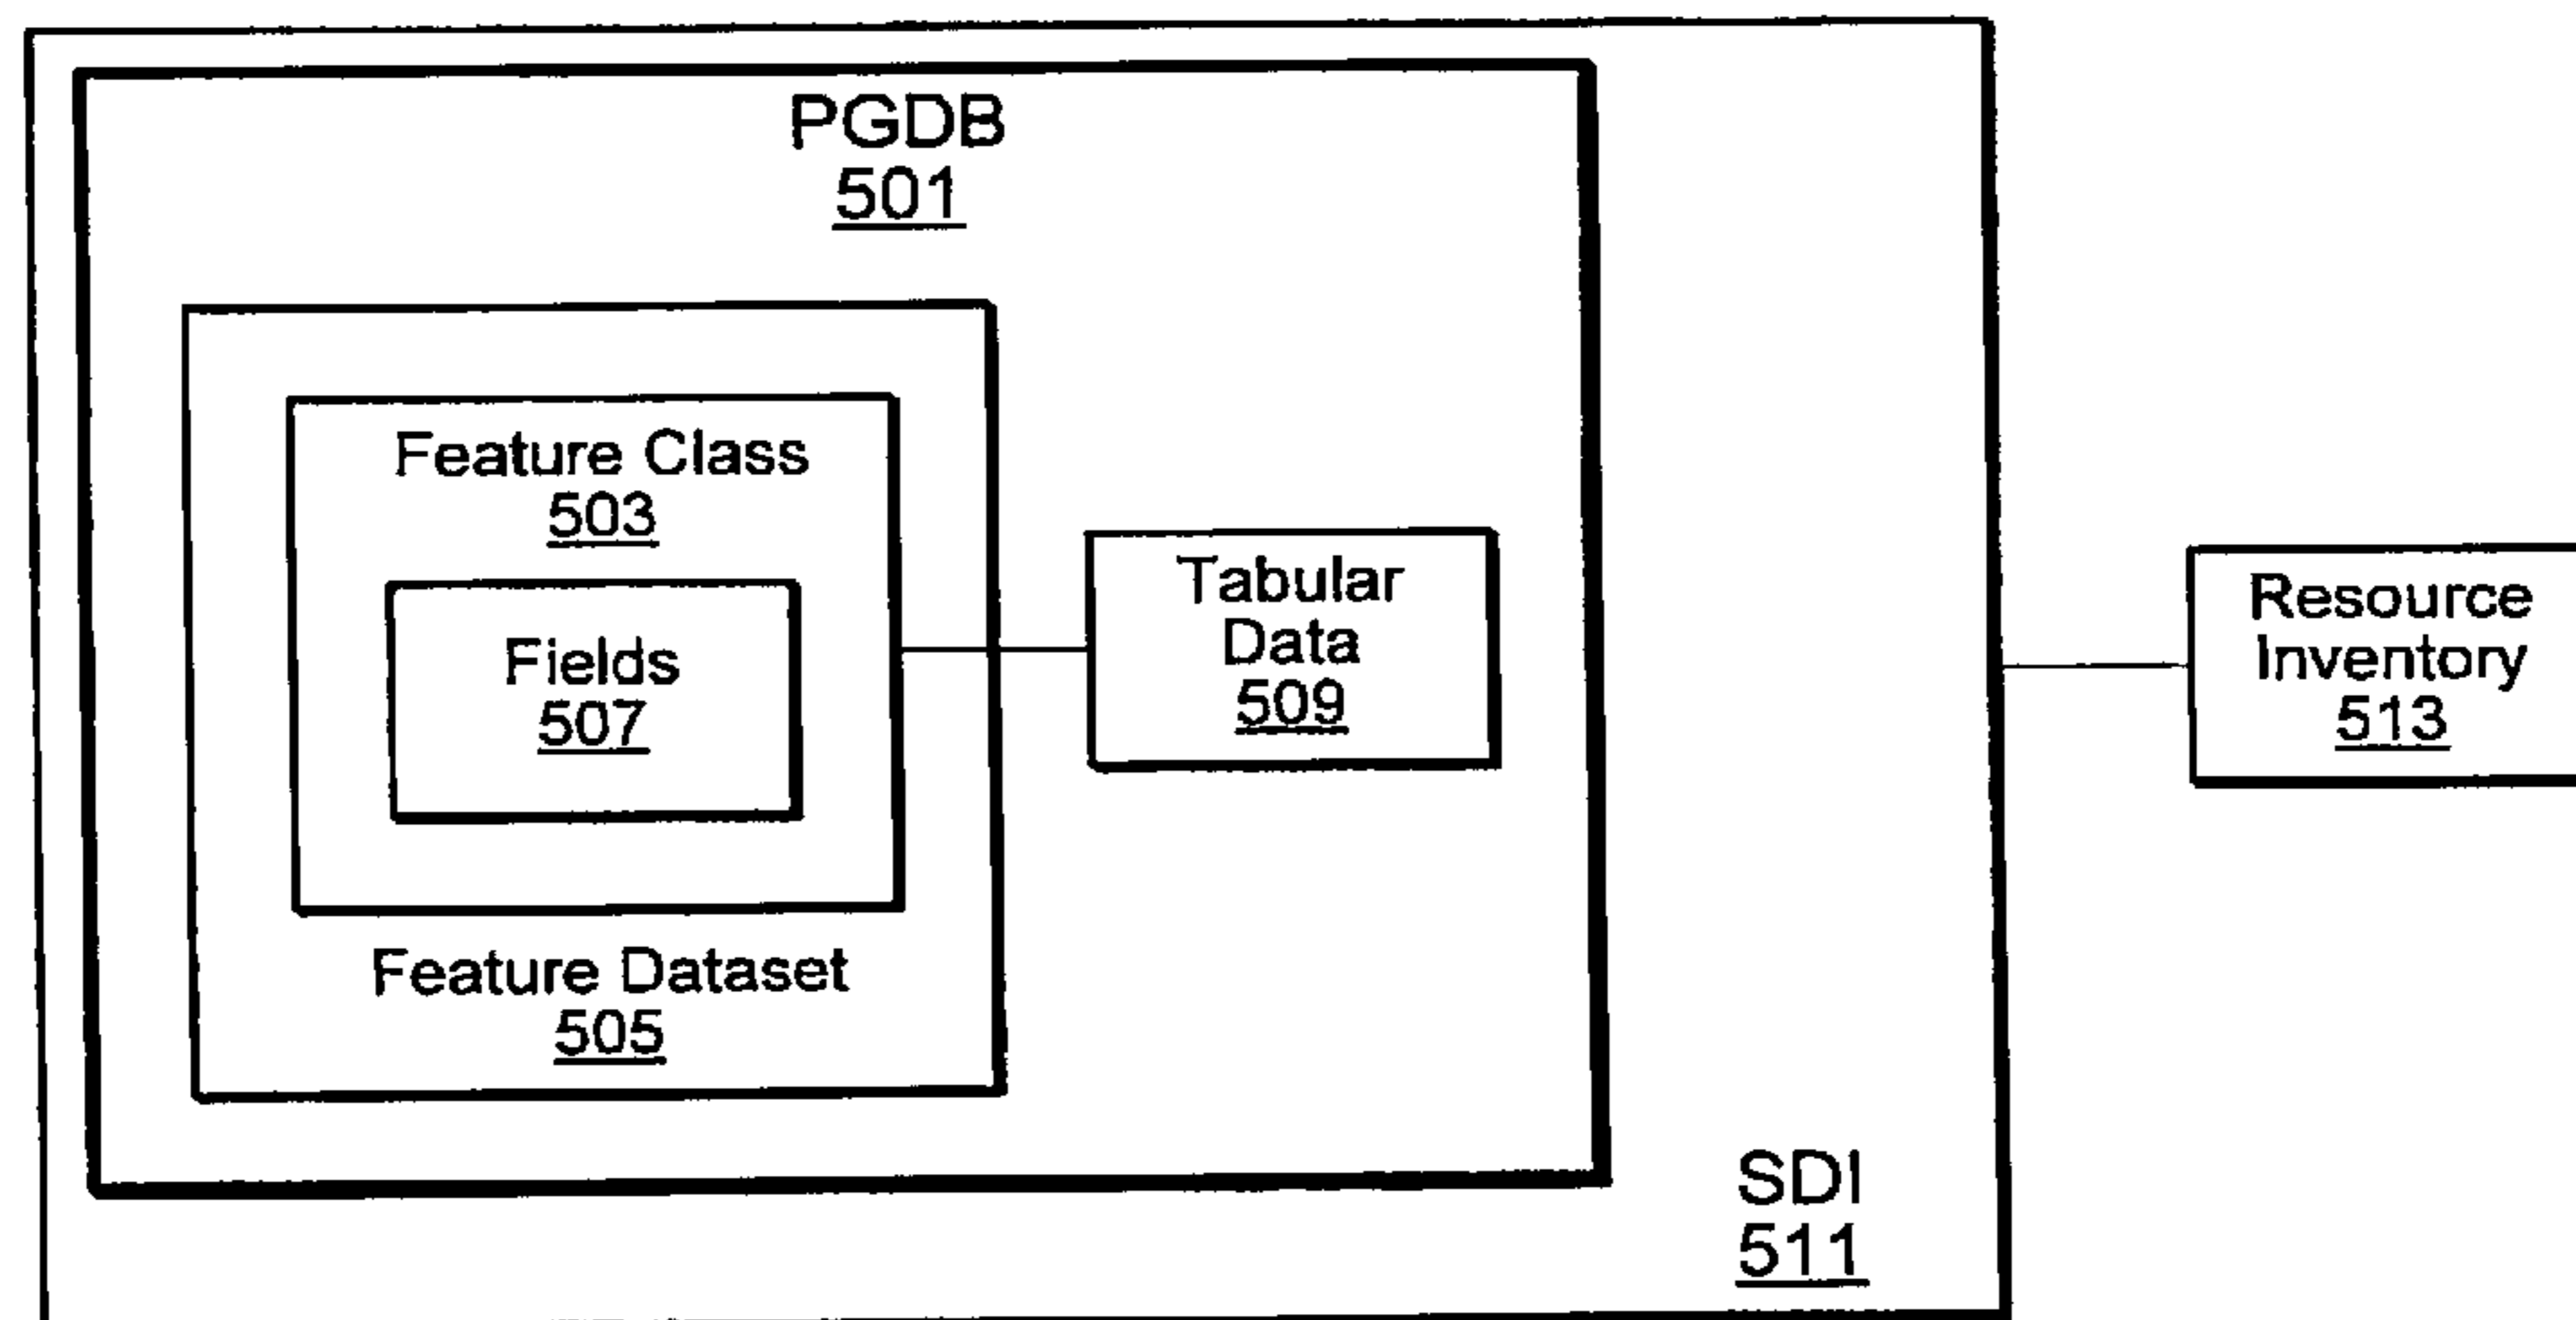 PGDB
501
Feature Class
503
Fields
507
Tabular
Data
509
Resource
Inventory
513
Feature Dataset
505
SDI
511